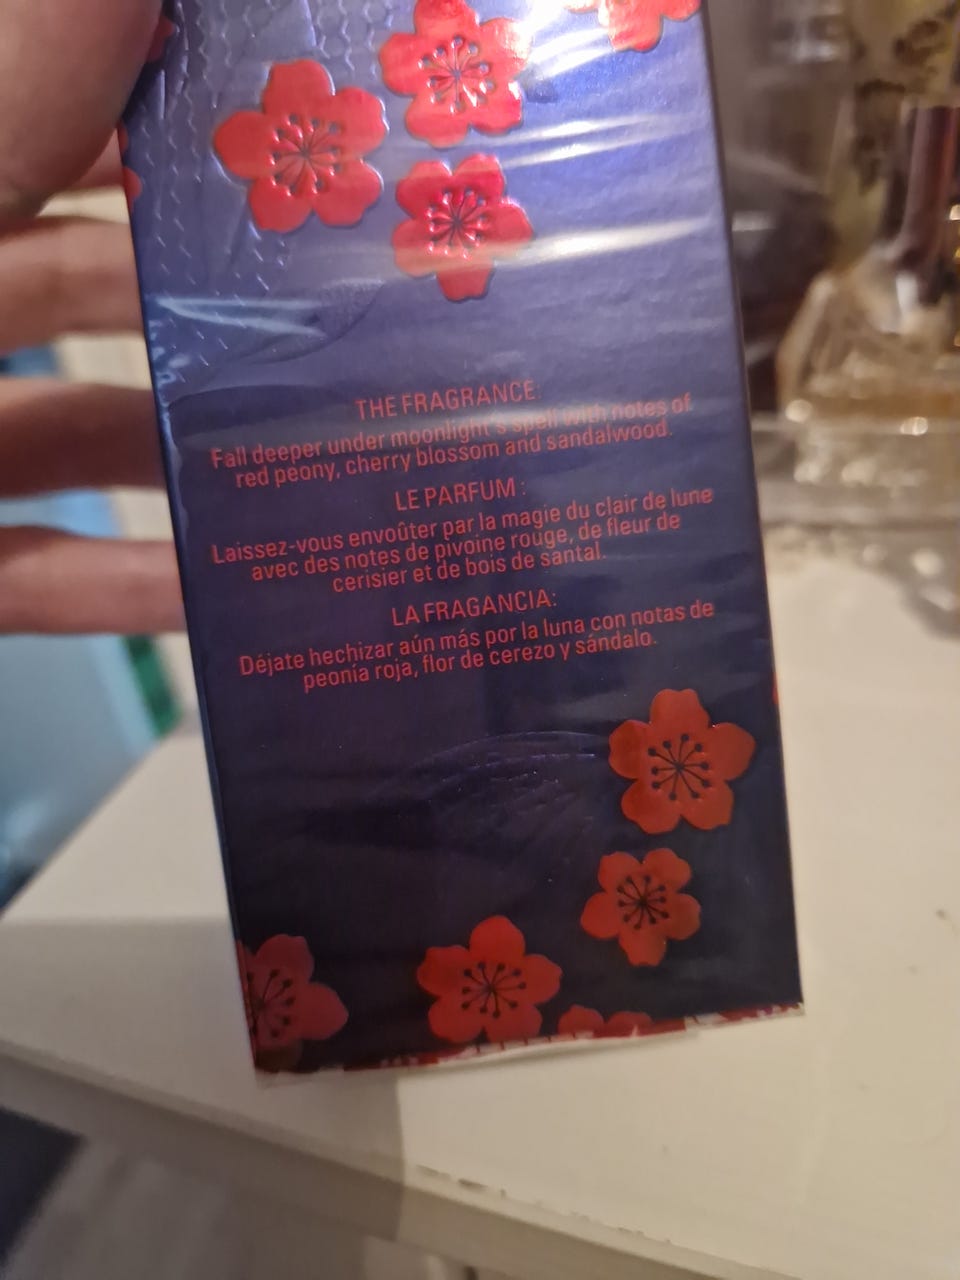 THE FRAGRANCE:
Fall deeper under moonlight's spell with notes of
red peony, cherry blossom and sandalwood.
LE PARFUM :
Laissez-vous envoûter par la magie du clair de lune
avec des notes de pivoine rouge, de fleur de
cerisier et de bois de santal.
LA FRAGANCIA:
Déjate hechizar aún más por la luna con notas de
peonía roja, flor de cerezo y sándalo.